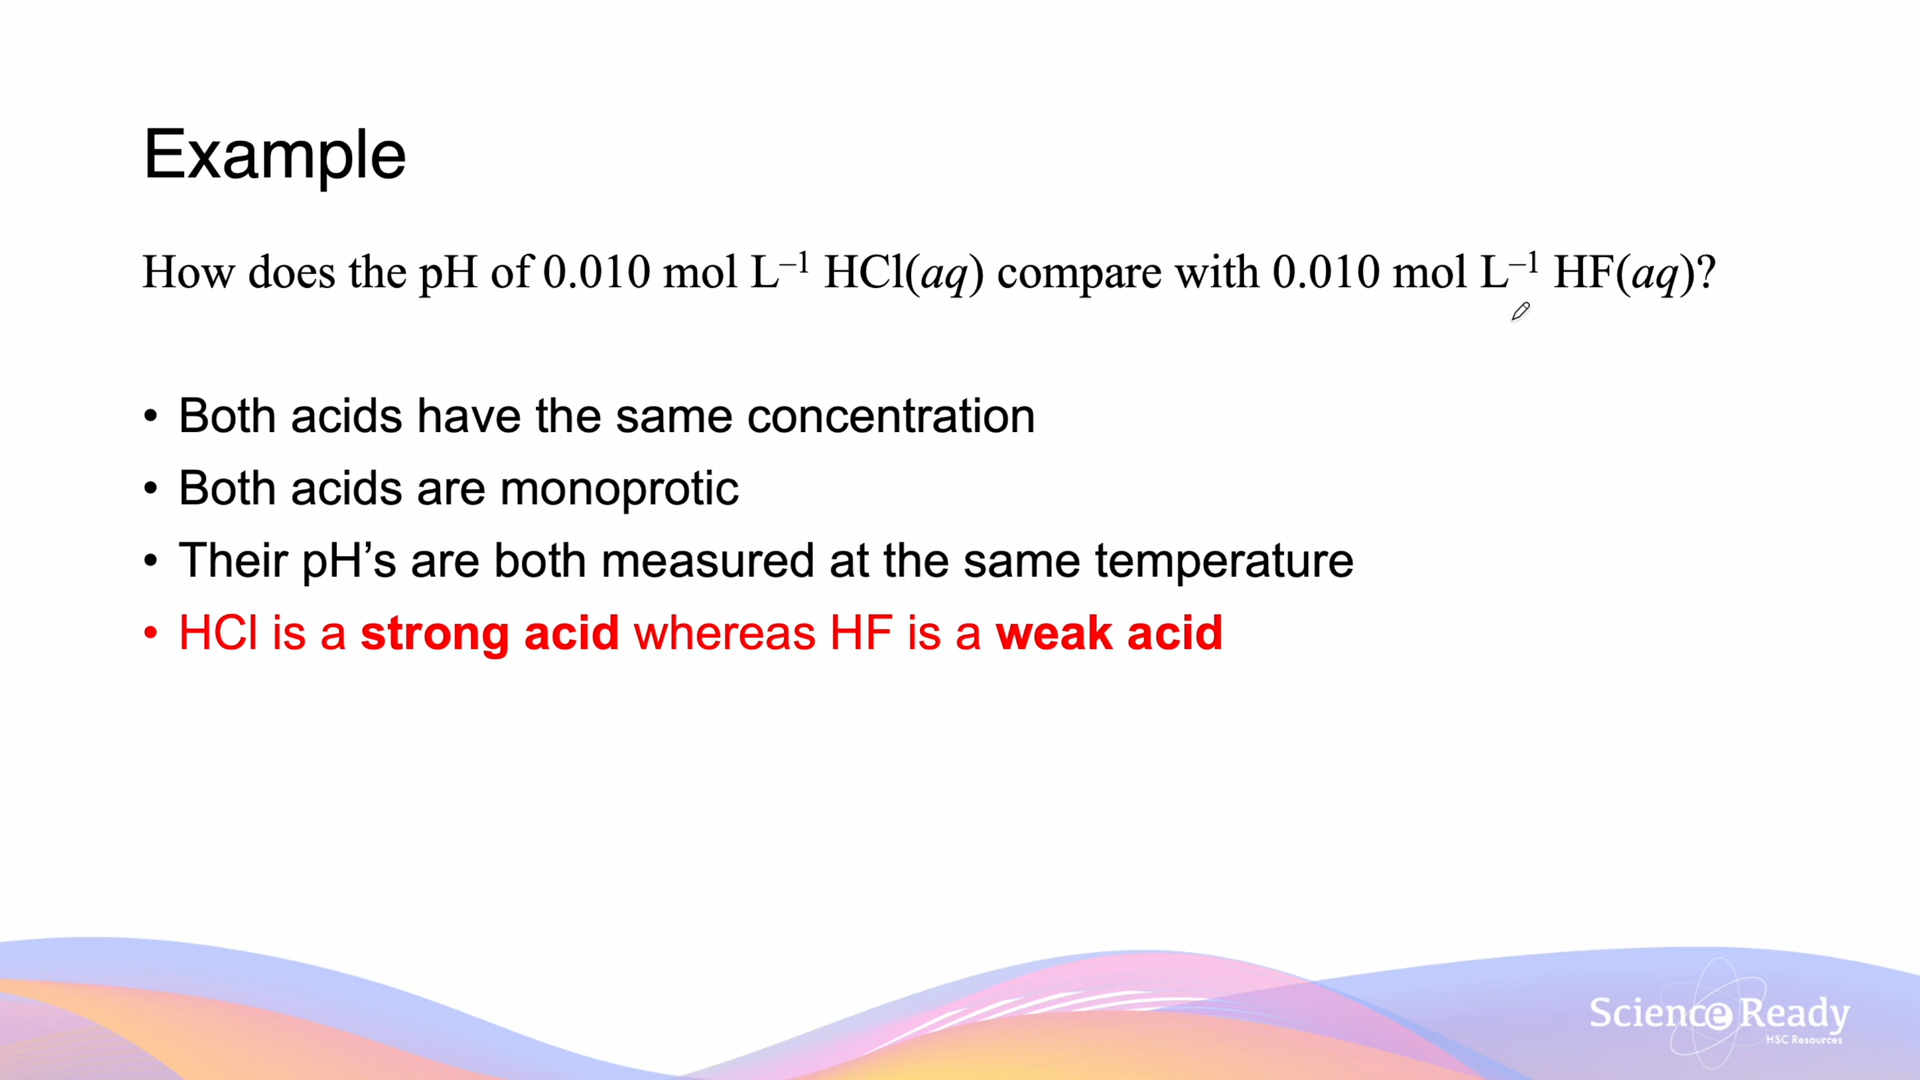 Example
How does the pH of 0.010 mol L⁻¹ HCl(aq) compare with 0.010 mol L⁻¹ HF(aq)?
• Both acids have the same concentration
• Both acids are monoprotic
• Their pH’s are both measured at the same temperature
• HCl is a strong acid whereas HF is a weak acid
Science Ready
HSC Resources